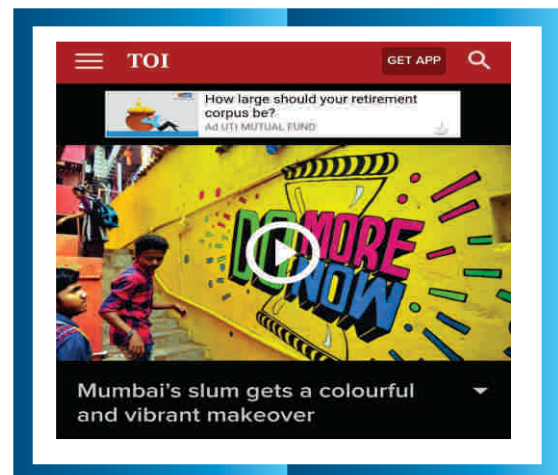 TOI
GET APP
How large should your retirement
corpus be?
Ad UTI MUTUAL FUND
DO MORE
NOW
Mumbai's slum gets a colourful
and vibrant makeover